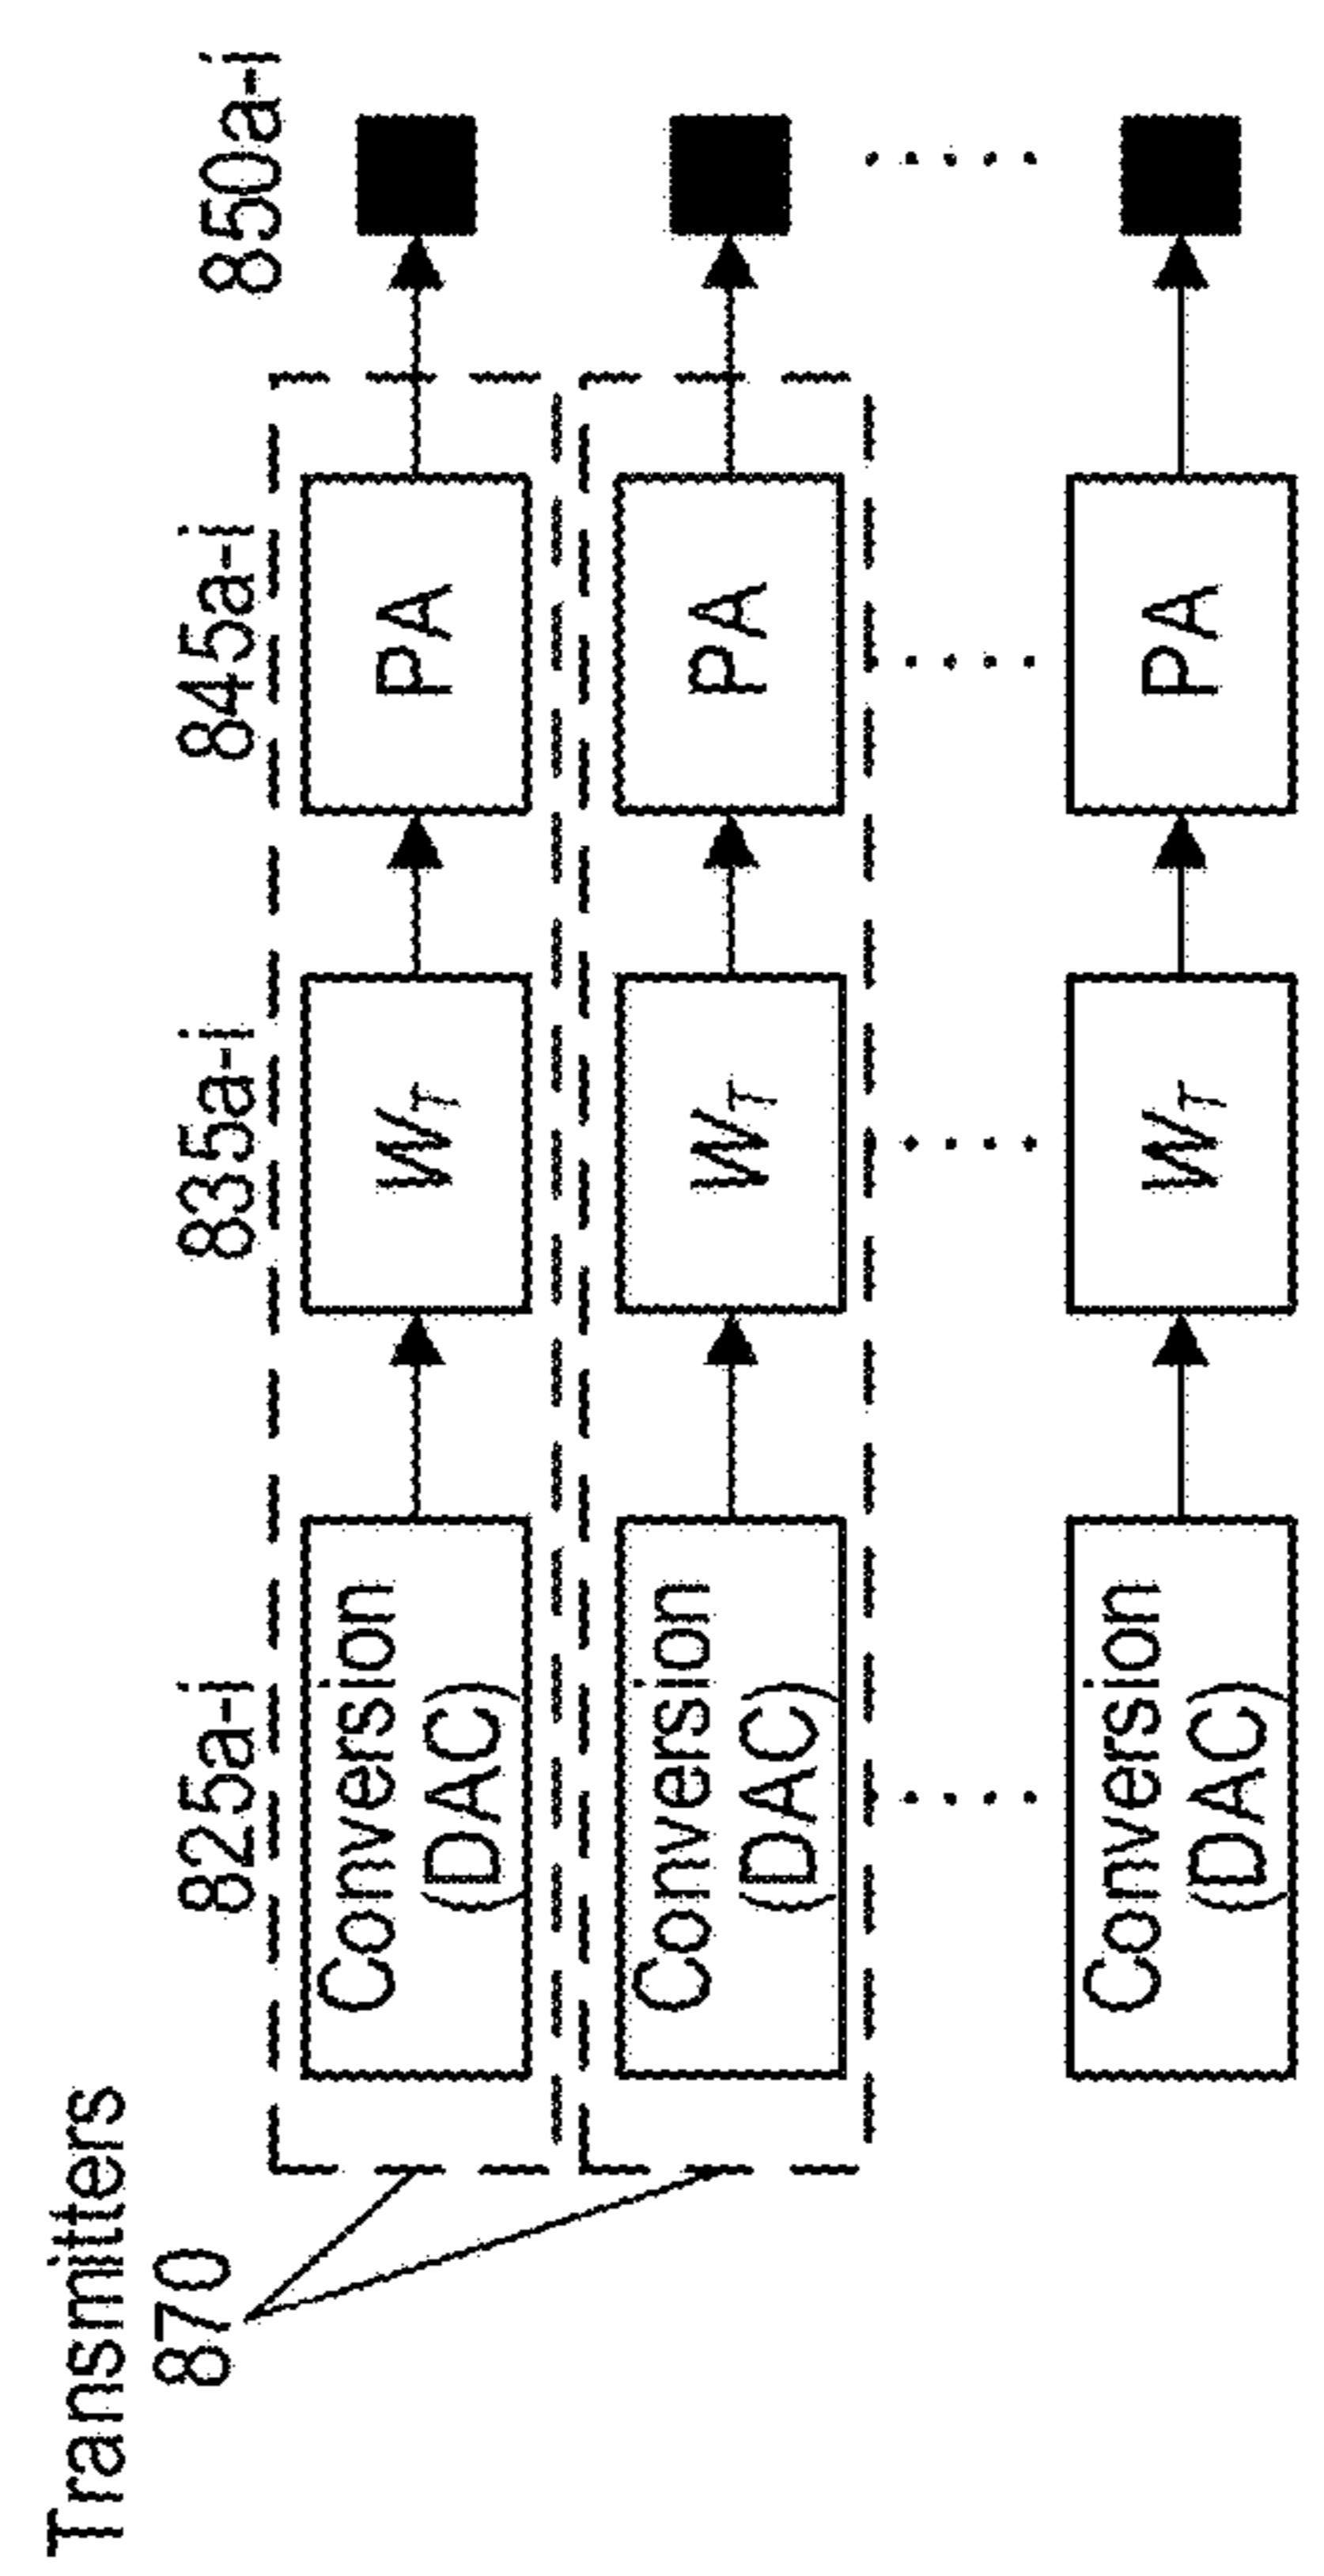 Transmitters
870
825a-i
835a-i
845a-i
850a-i
Conversion
(DAC)
W_T
PA
Conversion
(DAC)
W_T
PA
Conversion
(DAC)
W_T
PA